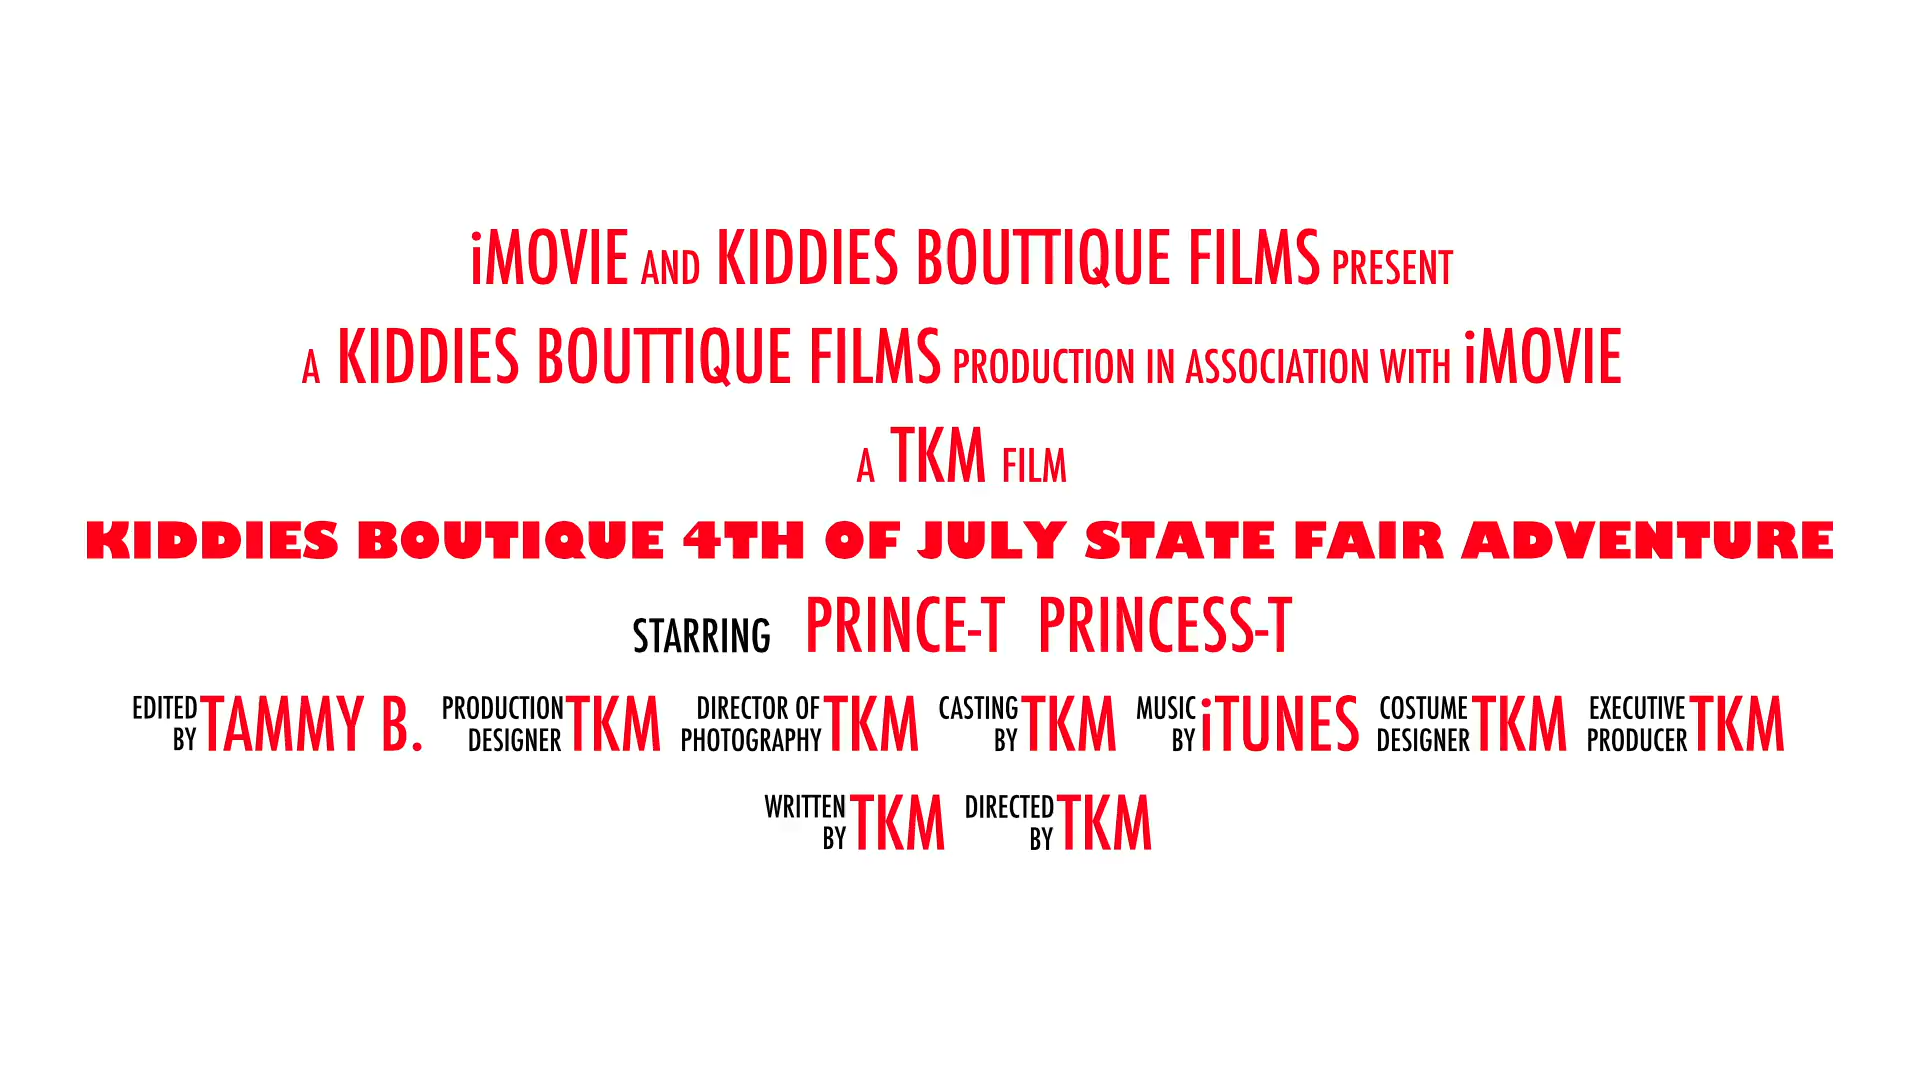 iMOVIE AND KIDDIES BOUTTIQUE FILMS PRESENT
A KIDDIES BOUTTIQUE FILMS PRODUCTION IN ASSOCIATION WITH iMOVIE
A TKM FILM
KIDDIES BOUTIQUE 4TH OF JULY STATE FAIR ADVENTURE
STARRING PRINCE-T PRINCESS-T
EDITED BY TAMMY B. PRODUCTION DESIGNER TKM DIRECTOR OF PHOTOGRAPHY TKM CASTING BY TKM MUSIC BY iTUNES COSTUME DESIGNER TKM EXECUTIVE PRODUCER TKM
WRITTEN BY TKM DIRECTED BY TKM